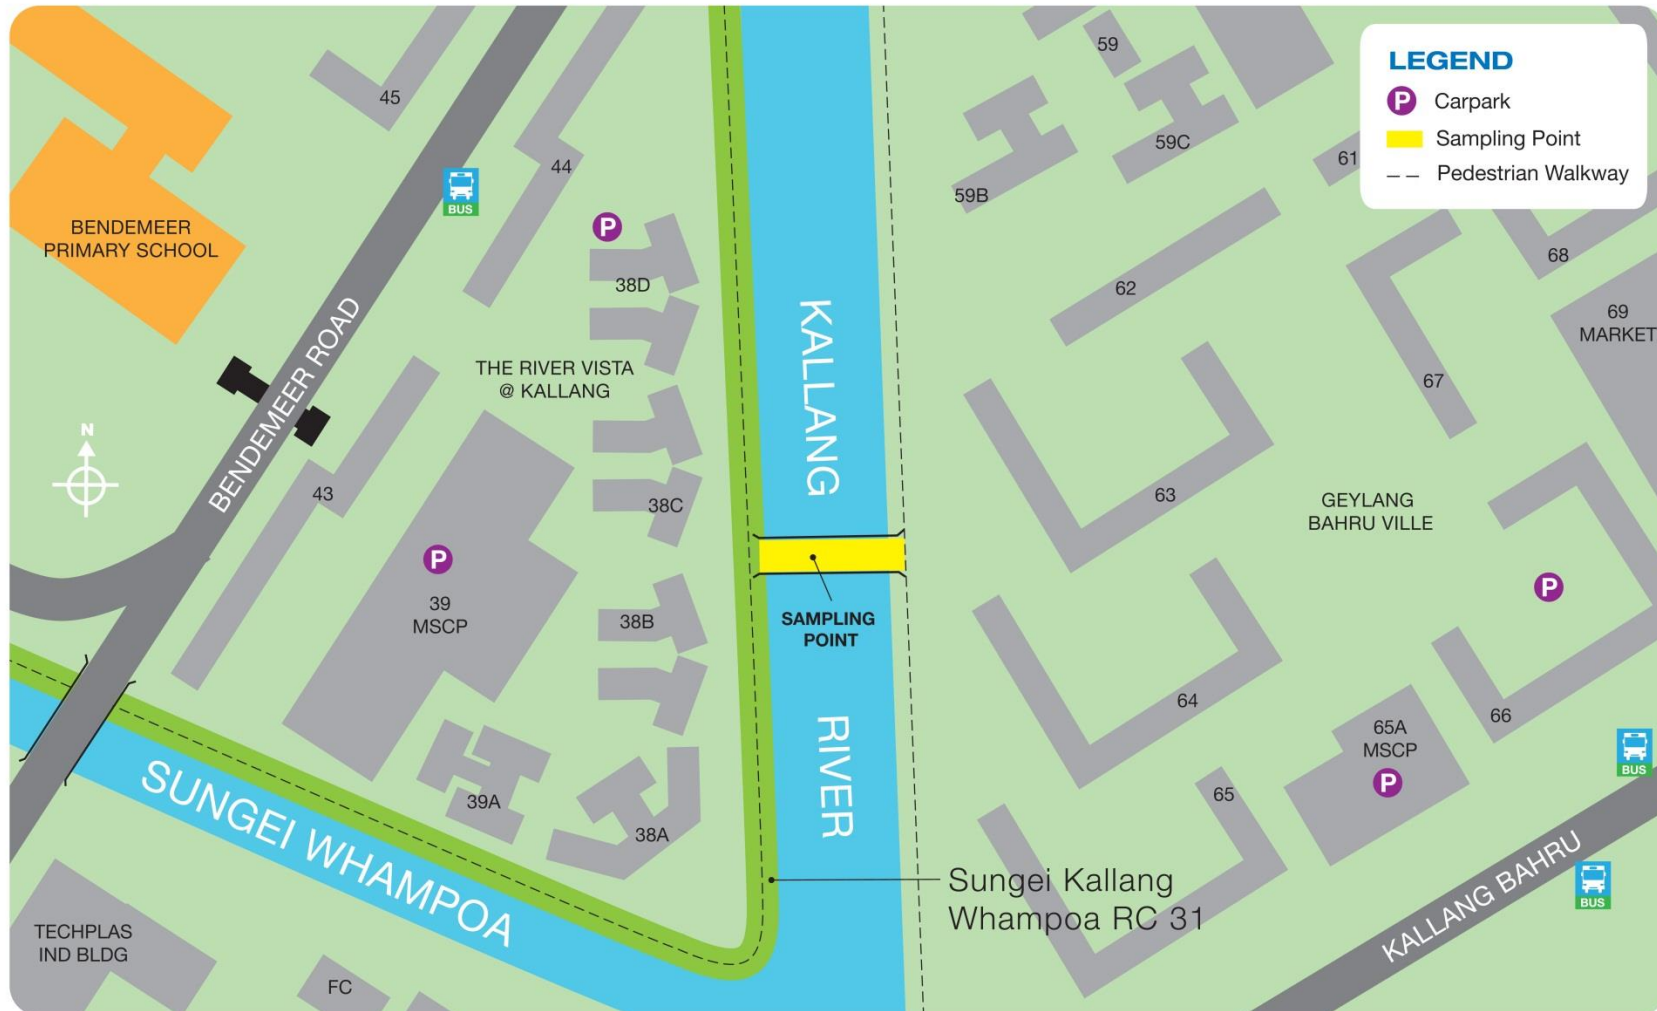 LEGEND
P Carpark
Sampling Point
Pedestrian Walkway
59
45
59C
61
44
59B
BUS
BENDEMEER
PRIMARY SCHOOL
P
38D
62
68
69
MARKET
KALLANG
THE RIVER VISTA
@ KALLANG
67
BENDEMEER ROAD
N
43
38C
63
GEYLANG
BAHRU VILLE
P
39
MSCP
P
38B
SAMPLING
POINT
64
66
65A
MSCP
P
BUS
RIVER
65
39A
38A
SUNGEI WHAMPOA
Sungei Kallang
Whampoa RC 31
KALLANG BAHRU
BUS
TECHPLAS
IND BLDG
FC